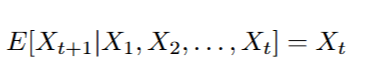 E[X_{t+1}|X_1, X_2, . . . , X_t] = X_t